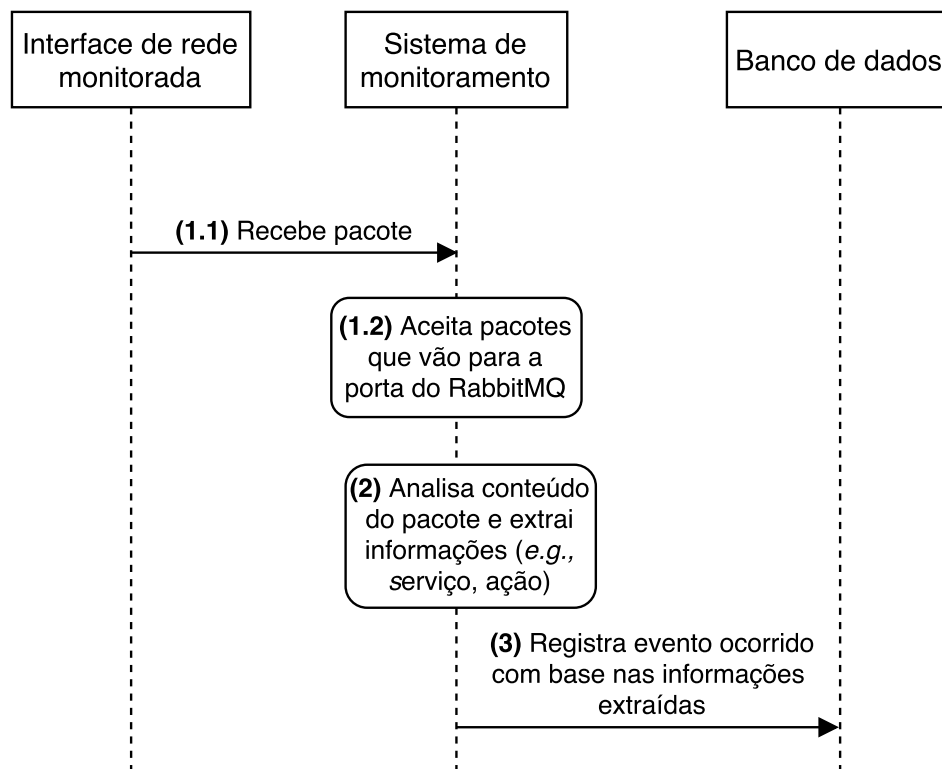 Interface de rede
monitorada
Sistema de
monitoramento
Banco de dados
(1.1) Recebe pacote
(1.2) Aceita pacotes
que vão para a
porta do RabbitMQ
(2) Analisa conteúdo
do pacote e extrai
informações (e.g.,
serviço, ação)
(3) Registra evento ocorrido
com base nas informações
extraídas